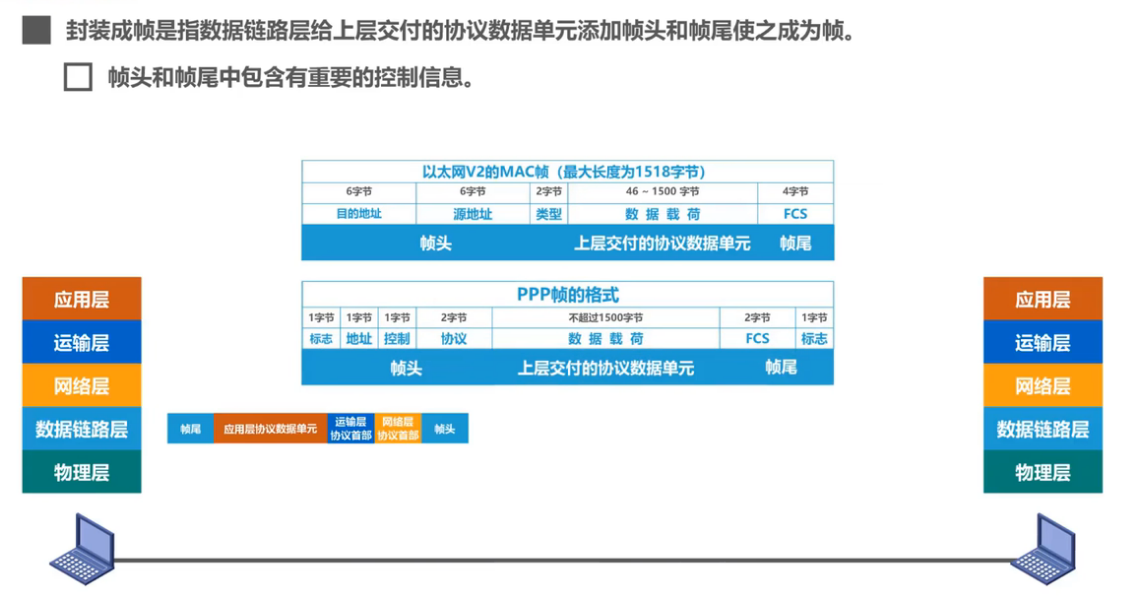 封装成帧是指数据链路层给上层交付的协议数据单元添加帧头和帧尾使之成为帧。
帧头和帧尾中包含有重要的控制信息。
以太网V2的MAC帧（最大长度为1518字节）
6字节 6字节 2字节 46 ~ 1500 字节 4字节
目的地址 源地址 类型 数 据 载 荷 FCS
帧头 上层交付的协议数据单元 帧尾
PPP帧的格式
1字节 1字节 1字节 2字节 不超过1500字节 2字节 1字节
标志 地址 控制 协议 数 据 载 荷 FCS 标志
帧头 上层交付的协议数据单元 帧尾
应用层
运输层
网络层
数据链路层
物理层
帧尾 应用层协议数据单元 运输层 协议首部 网络层 协议首部 帧头
应用层
运输层
网络层
数据链路层
物理层